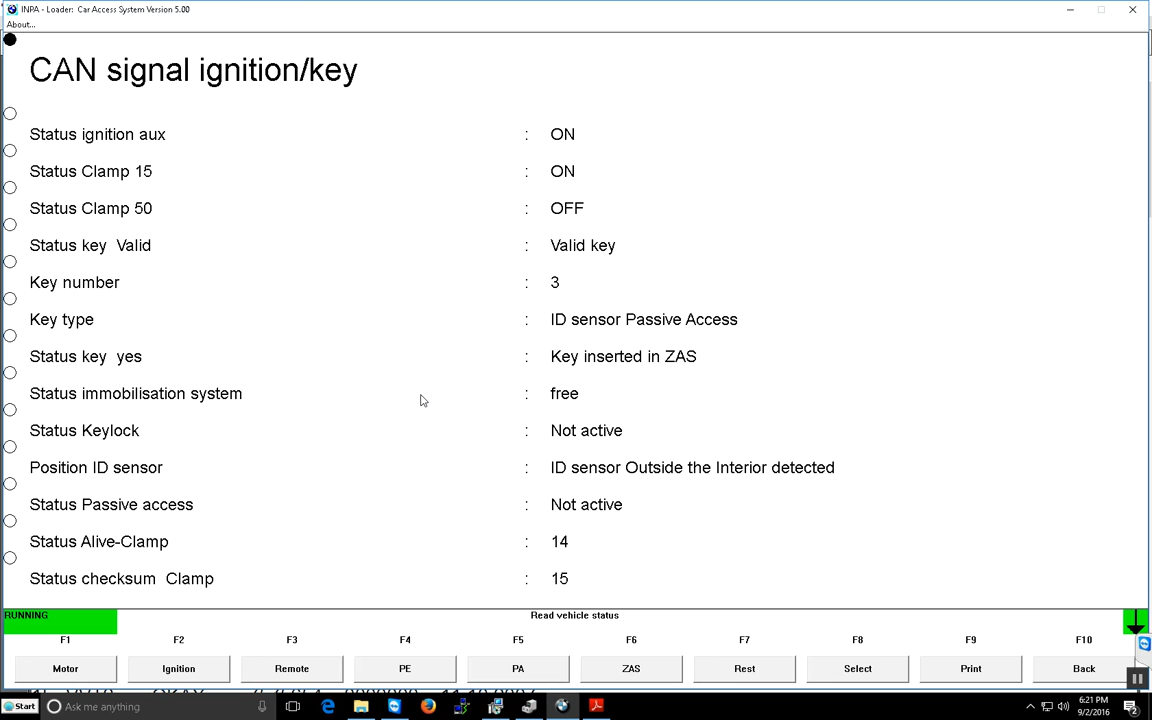 INPA - Loader: Car Access System Version 5.00
About...
CAN signal ignition/key
Status ignition aux : ON
Status Clamp 15 : ON
Status Clamp 50 : OFF
Status key Valid : Valid key
Key number : 3
Key type : ID sensor Passive Access
Status key yes : Key inserted in ZAS
Status immobilisation system : free
Status Keylock : Not active
Position ID sensor : ID sensor Outside the Interior detected
Status Passive access : Not active
Status Alive-Clamp : 14
Status checksum Clamp : 15
RUNNING Read vehicle status
F1 F2 F3 F4 F5 F6 F7 F8 F9 F10
Motor Ignition Remote PE PA ZAS Rest Select Print Back
Start Ask me anything 6:21 PM
9/2/2016 2